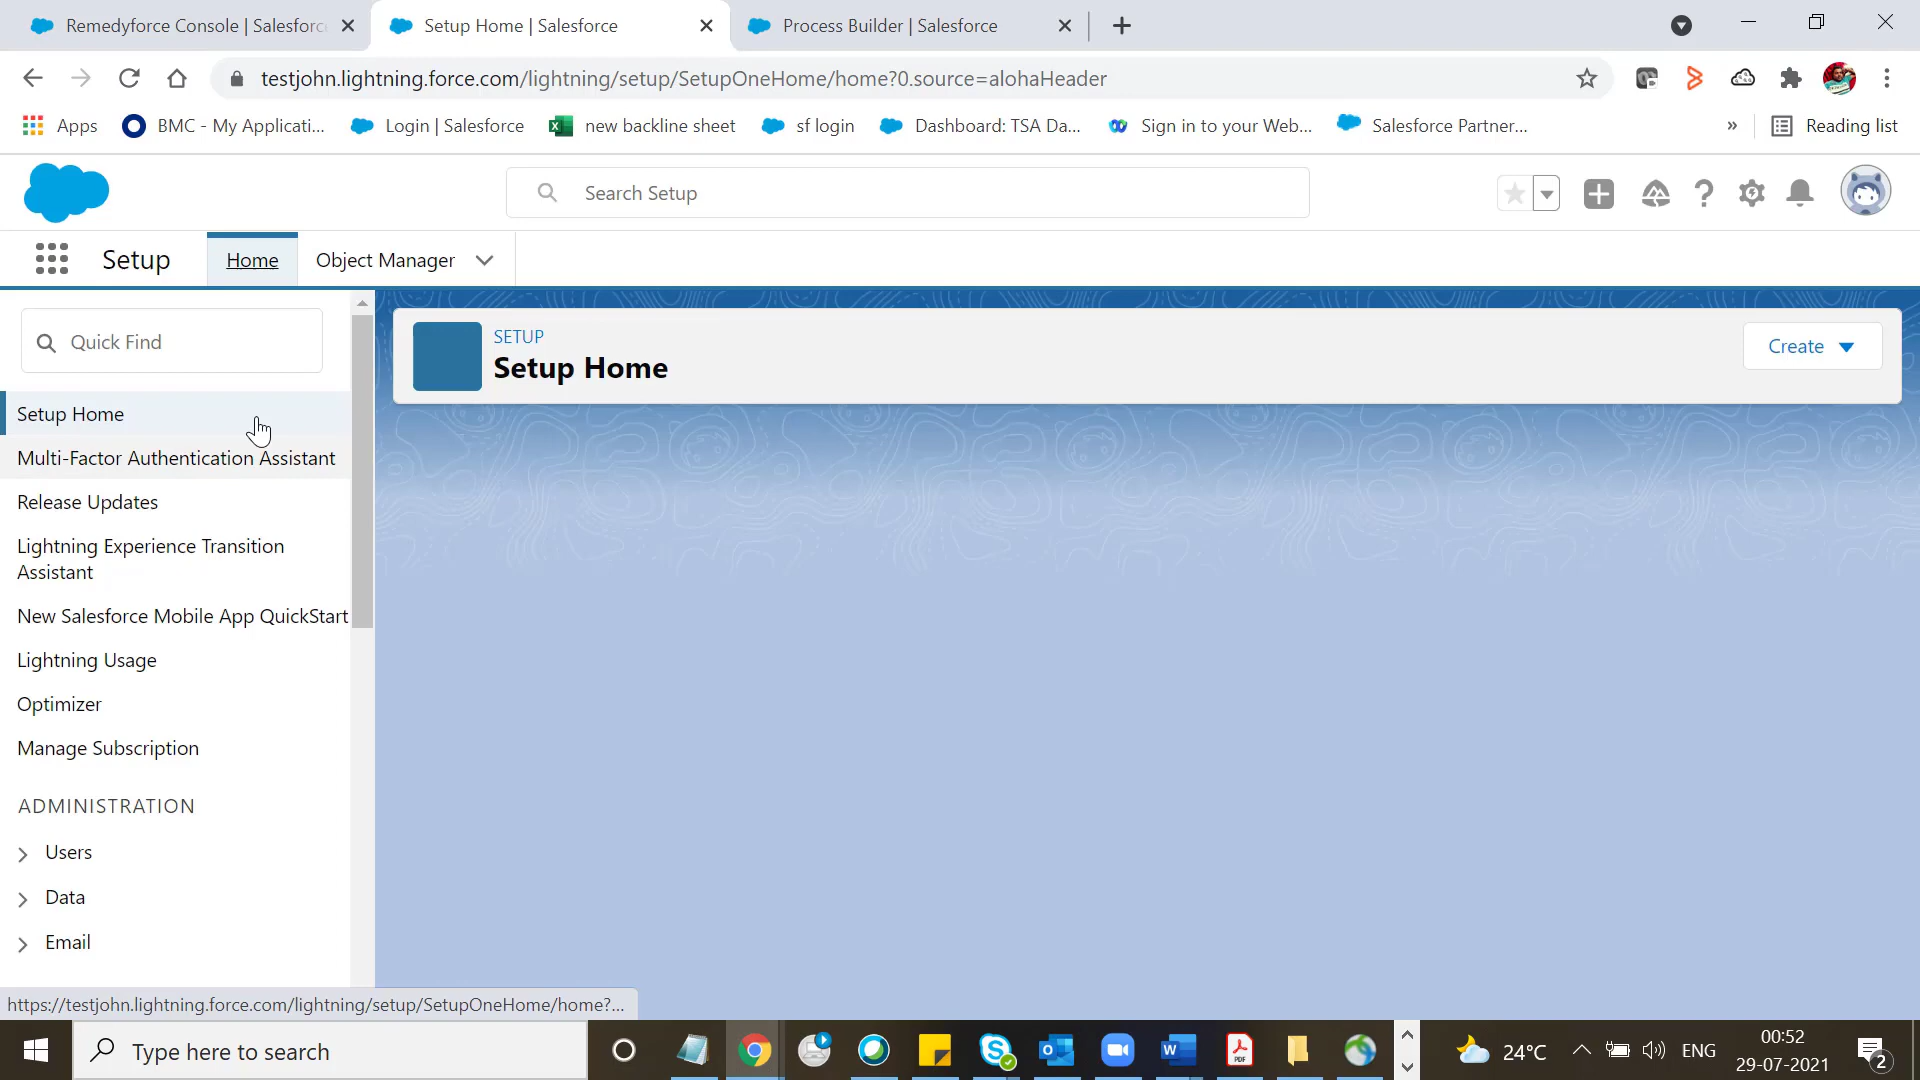 Remedyforce Console | Salesforc
Setup Home | Salesforce
Process Builder | Salesforce
testjohn.lightning.force.com/lightning/setup/SetupOneHome/home?0.source=alohaHeader
Apps
BMC - My Applicati...
Login | Salesforce
new backline sheet
sf login
Dashboard: TSA Da...
Sign in to your Web...
Salesforce Partner...
»
Reading list
Search Setup
Setup
Home
Object Manager
Quick Find
SETUP
Setup Home
Create
Setup Home
Multi-Factor Authentication Assistant
Release Updates
Lightning Experience Transition
Assistant
New Salesforce Mobile App QuickStart
Lightning Usage
Optimizer
Manage Subscription
ADMINISTRATION
Users
Data
Email
https://testjohn.lightning.force.com/lightning/setup/SetupOneHome/home?...
Type here to search
24°C
ENG
00:52
29-07-2021
2